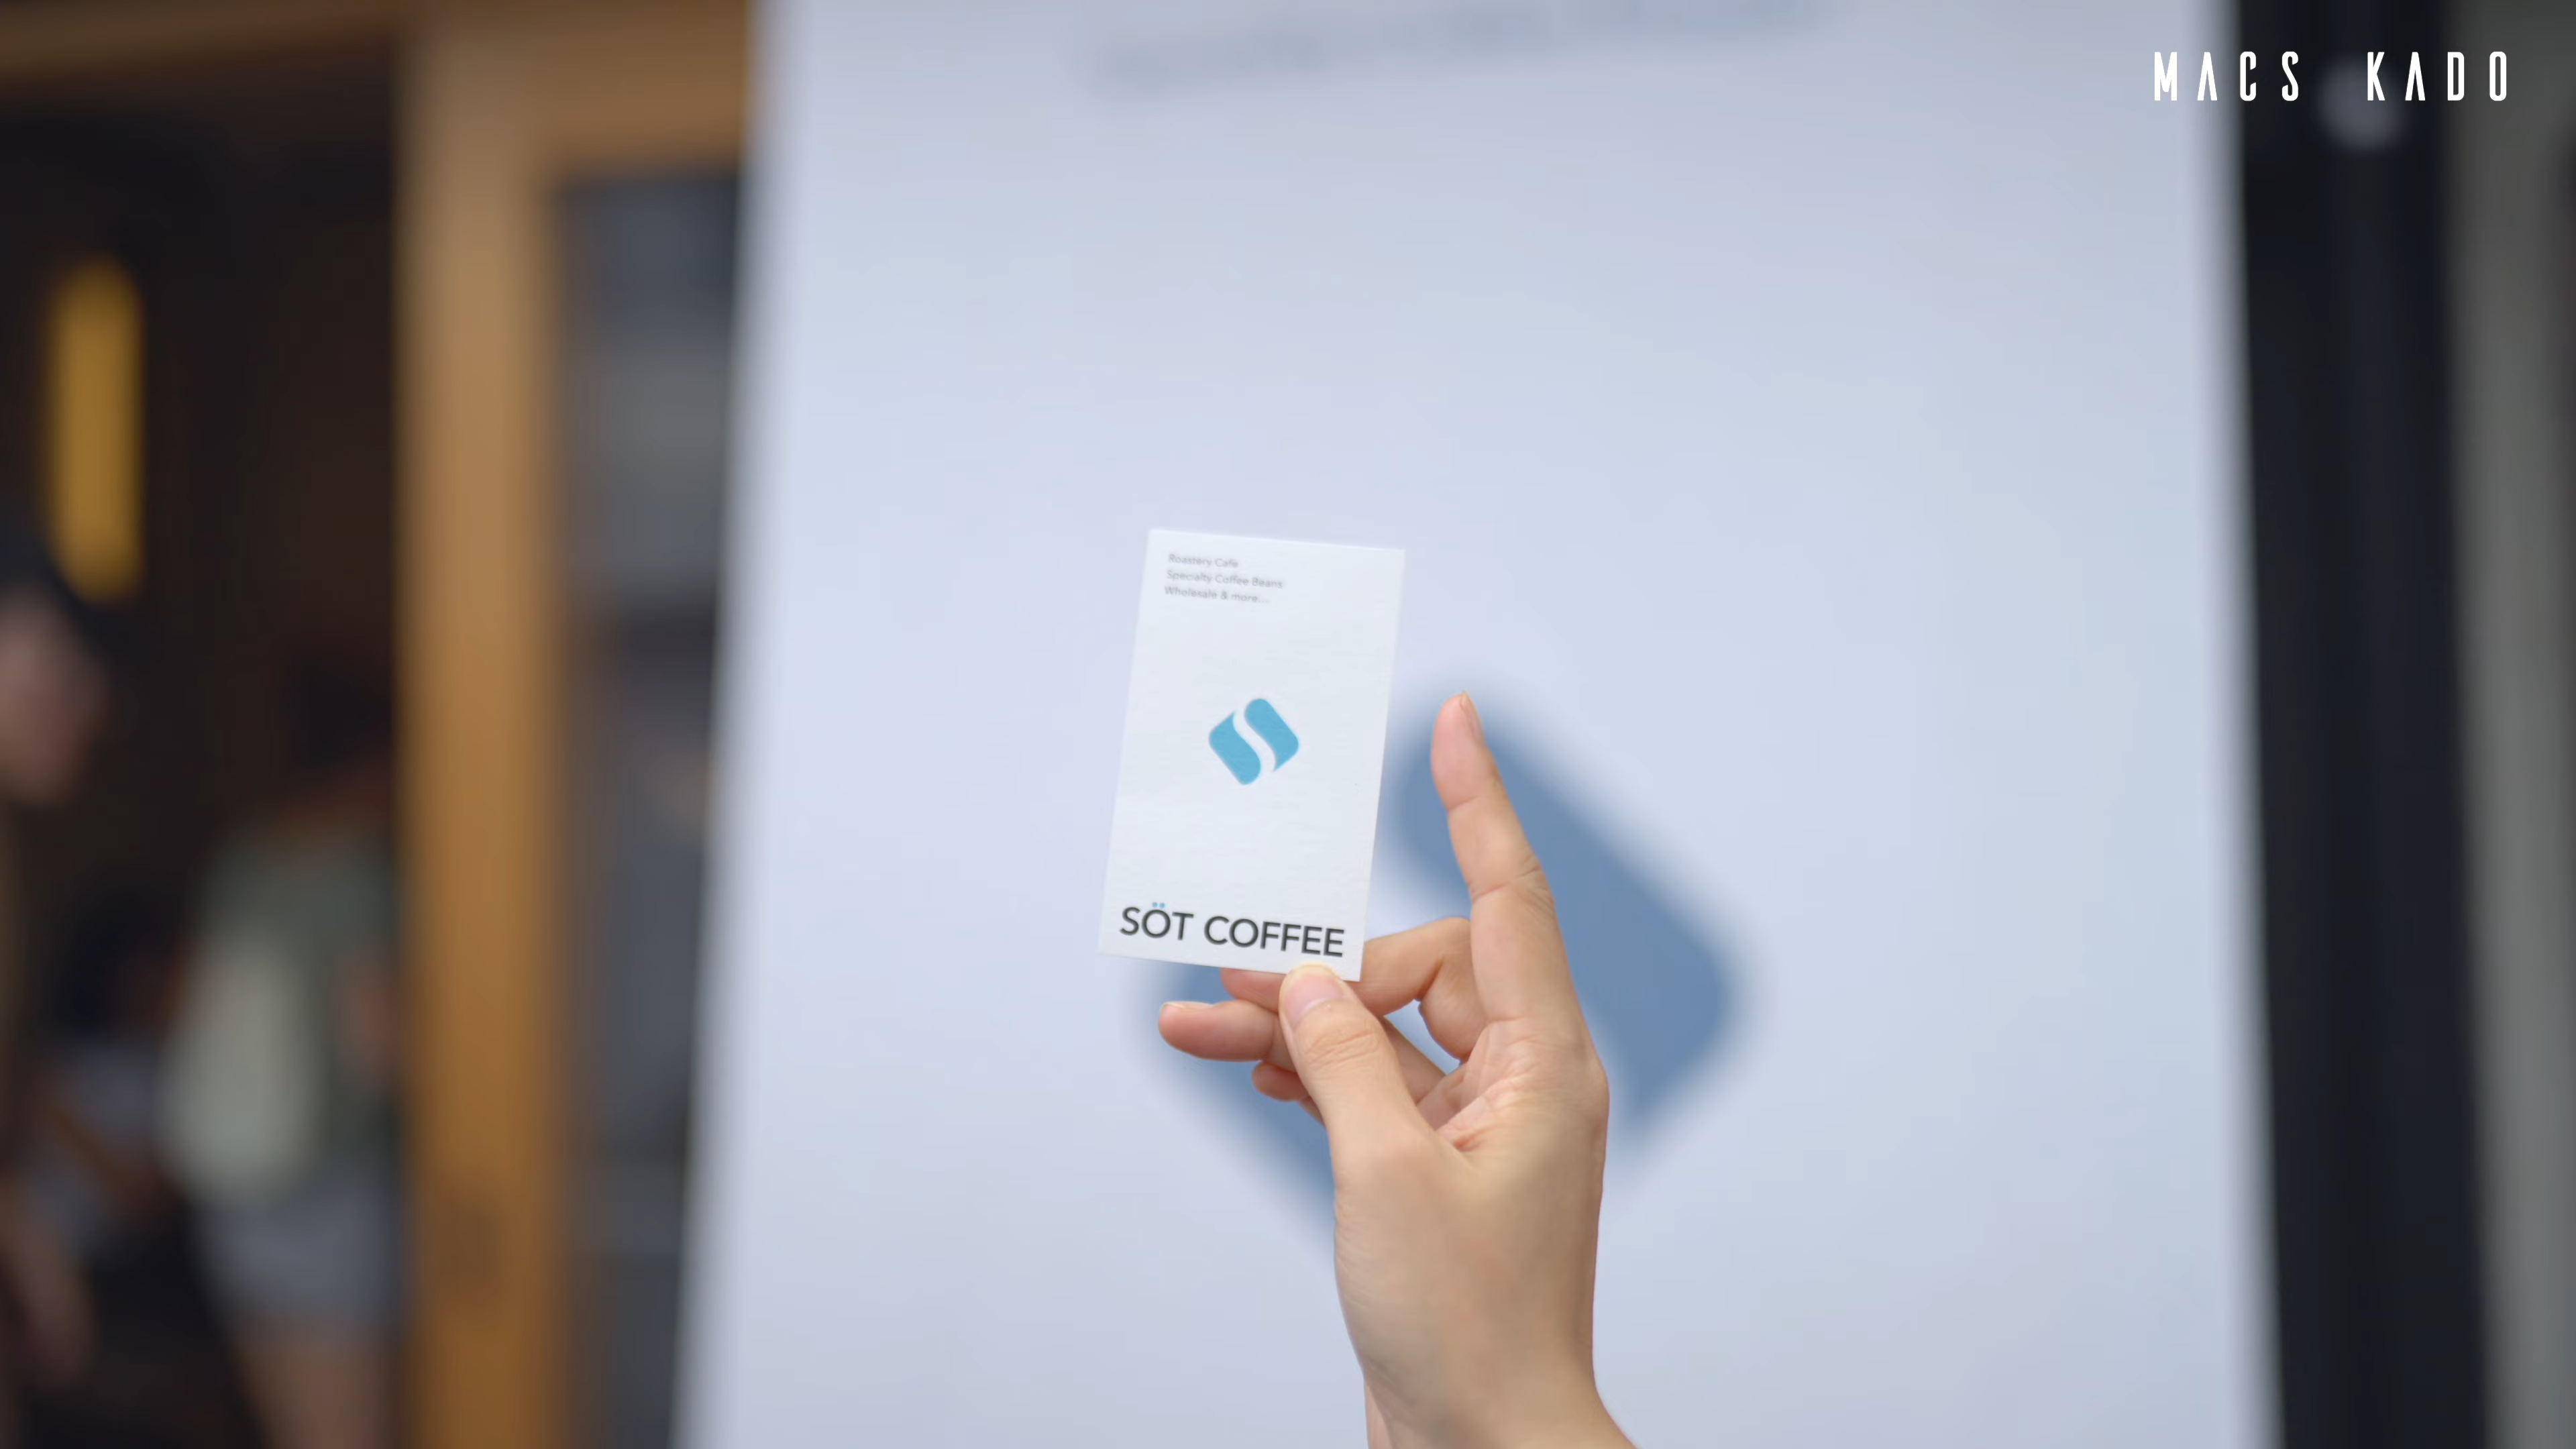 MACS KADO
Roastery Cafe
Specialty Coffee Beans
Wholesale & more...
SÖT COFFEE